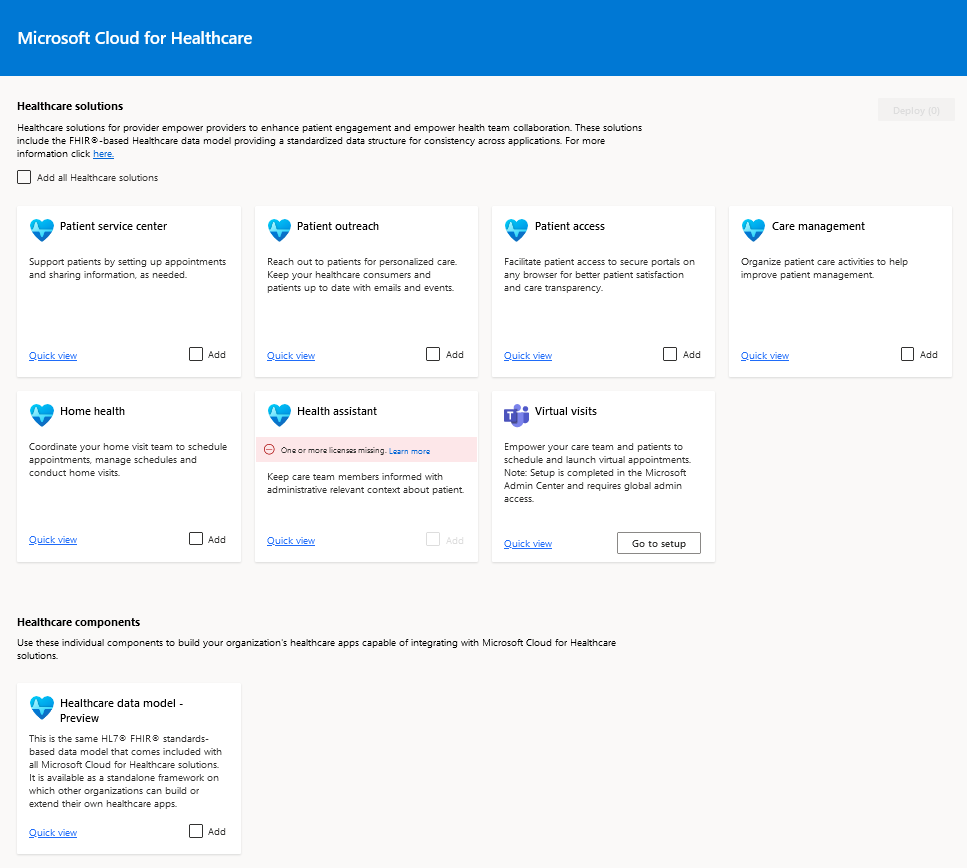 Microsoft Cloud for Healthcare
Healthcare solutions
Deploy (0)
Healthcare solutions for provider empower providers to enhance patient engagement and empower health team collaboration. These solutions
include the FHIR®-based Healthcare data model providing a standardized data structure for consistency across applications. For more
information click here.
Add all Healthcare solutions
Patient service center
Support patients by setting up appointments
and sharing information, as needed.
Quick view
Add
Patient outreach
Reach out to patients for personalized care.
Keep your healthcare consumers and
patients up to date with emails and events.
Quick view
Add
Patient access
Facilitate patient access to secure portals on
any browser for better patient satisfaction
and care transparency.
Quick view
Add
Care management
Organize patient care activities to help
improve patient management.
Quick view
Add
Home health
Coordinate your home visit team to schedule
appointments, manage schedules and
conduct home visits.
Quick view
Add
Health assistant
One or more licenses missing. Learn more
Keep care team members informed with
administrative relevant context about patient.
Quick view
Add
Virtual visits
Empower your care team and patients to
schedule and launch virtual appointments.
Note: Setup is completed in the Microsoft
Admin Center and requires global admin
access.
Quick view
Go to setup
Healthcare components
Use these individual components to build your organization's healthcare apps capable of integrating with Microsoft Cloud for Healthcare
solutions.
Healthcare data model -
Preview
This is the same HL7® FHIR® standards-
based data model that comes included with
all Microsoft Cloud for Healthcare solutions.
It is available as a standalone framework on
which other organizations can build or
extend their own healthcare apps.
Quick view
Add